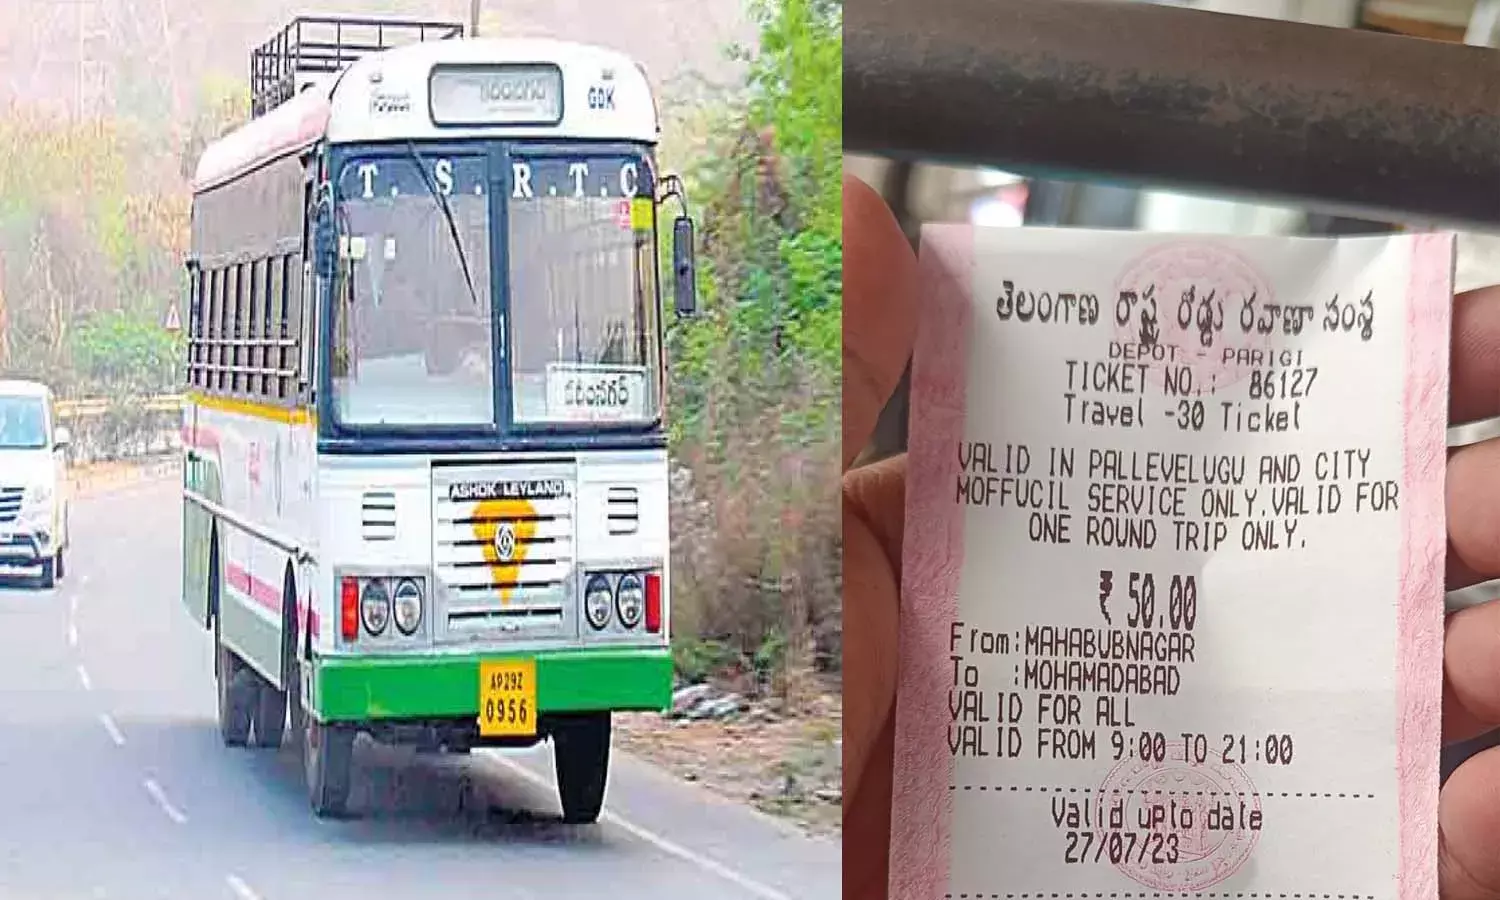 GDK
T. S. R. T. C
కరీంనగర్
ASHOK LEYLAND
AP29Z
0956
తెలంగాణ రాష్ట్ర రోడ్డు రవాణా సంస్థ
DEPOT - PARIGI
TICKET NO.: 86127
Travel -30 Ticket
VALID IN PALLEVELUGU AND CITY
MOFFUCIL SERVICE ONLY.VALID FOR
ONE ROUND TRIP ONLY.
₹ 50.00
From:MAHABUBNAGAR
To :MOHAMADABAD
VALID FOR ALL
VALID FROM 9:00 TO 21:00
Valid upto date
27/07/23